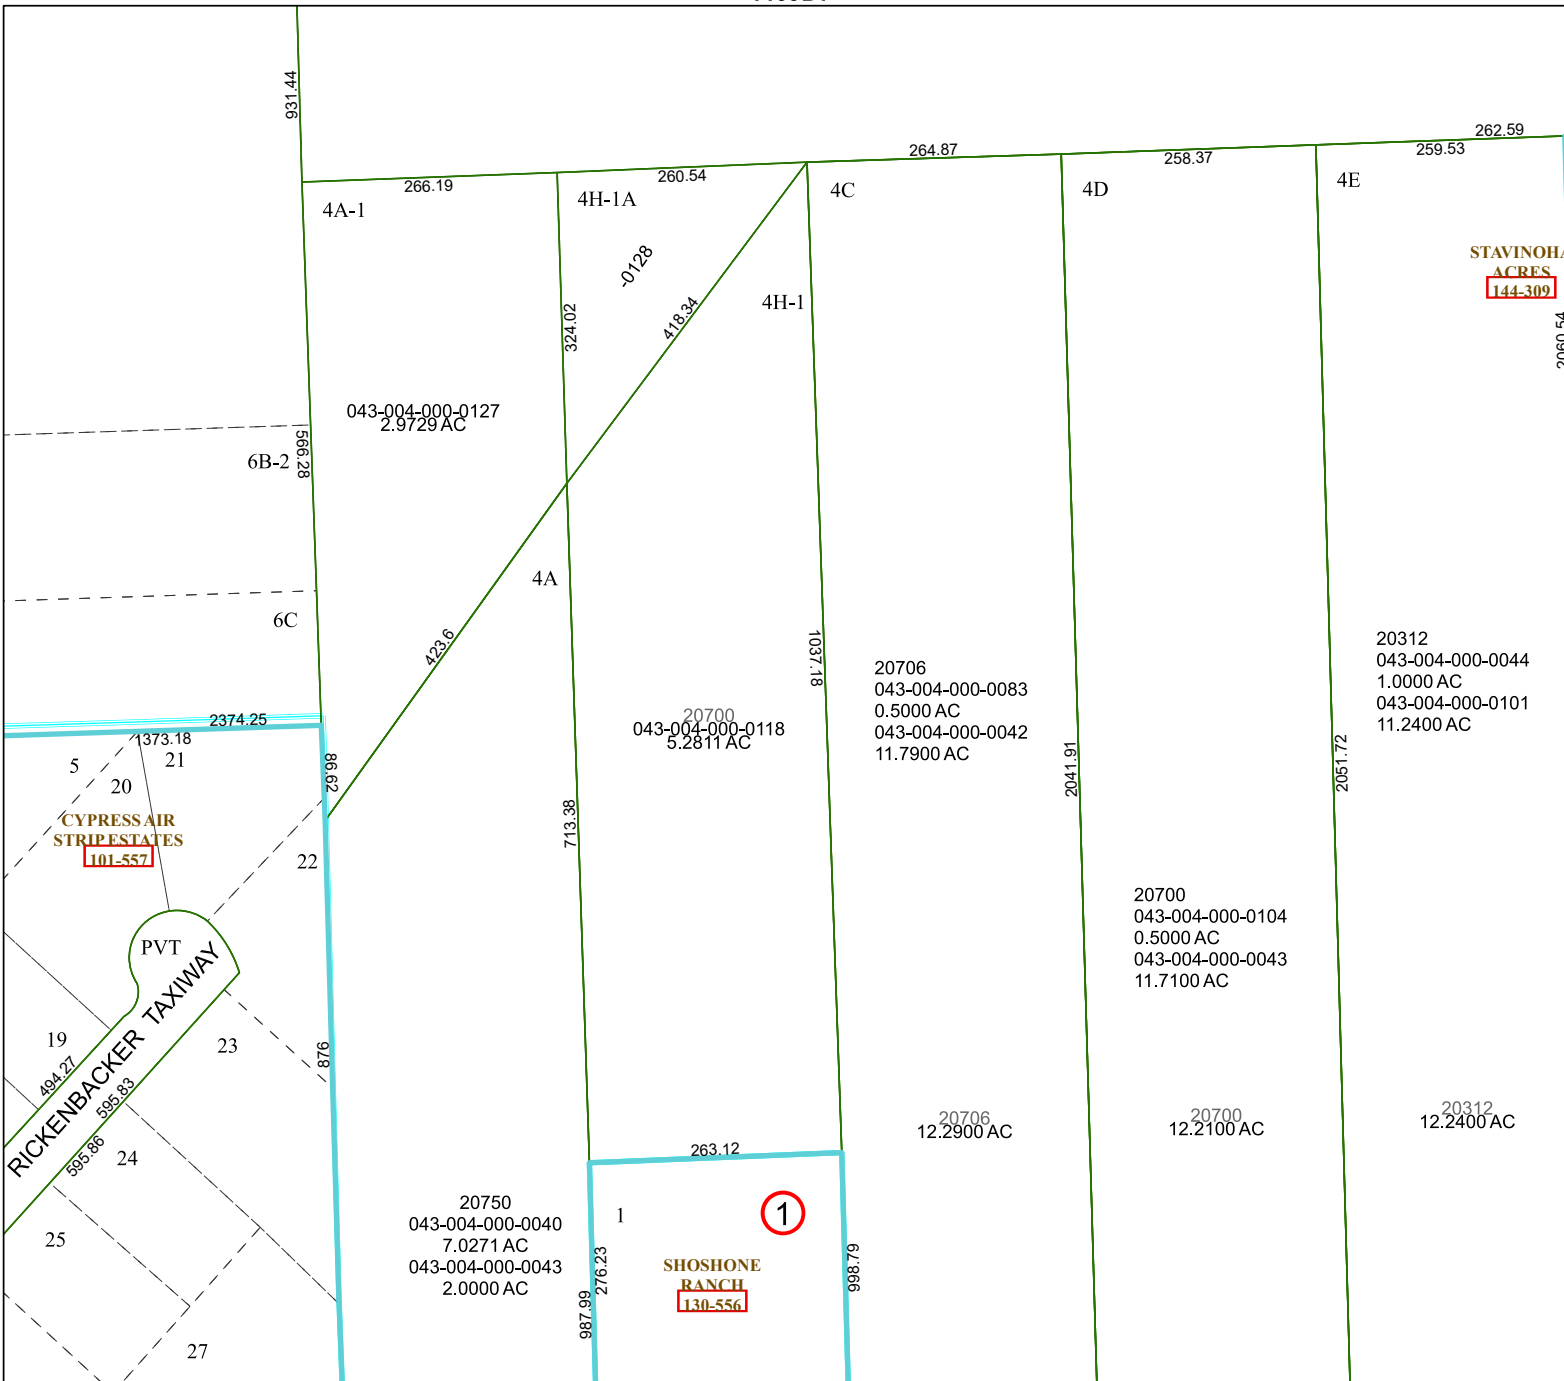 931.44
262.59
264.87
258.37
259.53
260.54
266.19
4A-1
4H-1A
4C
4D
4E
-0128
STAVINOHA
ACRES
144-309
4H-1
418.34
324.02
2060.54
043-004-000-0127
2.9729 AC
566.28
6B-2
4A
6C
423.6
1037.18
20312
043-004-000-0044
1.0000 AC
043-004-000-0101
11.2400 AC
20706
043-004-000-0083
0.5000 AC
043-004-000-0042
11.7900 AC
20700
043-004-000-0118
5.2811 AC
2374.25
1373.18
5
20
21
86.62
2041.91
2051.72
CYPRESS AIR
STRIP ESTATES
101-557
22
713.38
20700
043-004-000-0104
0.5000 AC
043-004-000-0043
11.7100 AC
PVT
RICKENBACKER TAXIWAY
19
23
876
494.27
595.83
595.86
24
25
27
20706
12.2900 AC
20700
12.2100 AC
20312
12.2400 AC
263.12
20750
043-004-000-0040
7.0271 AC
043-004-000-0043
2.0000 AC
1
1
276.23
987.99
998.79
SHOSHONE
RANCH
130-556